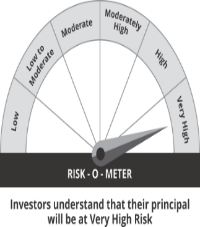 Low
Low to
Moderate
Moderate
Moderately
High
High
Very High
RISK - O - METER
Investors understand that their principal
will be at Very High Risk